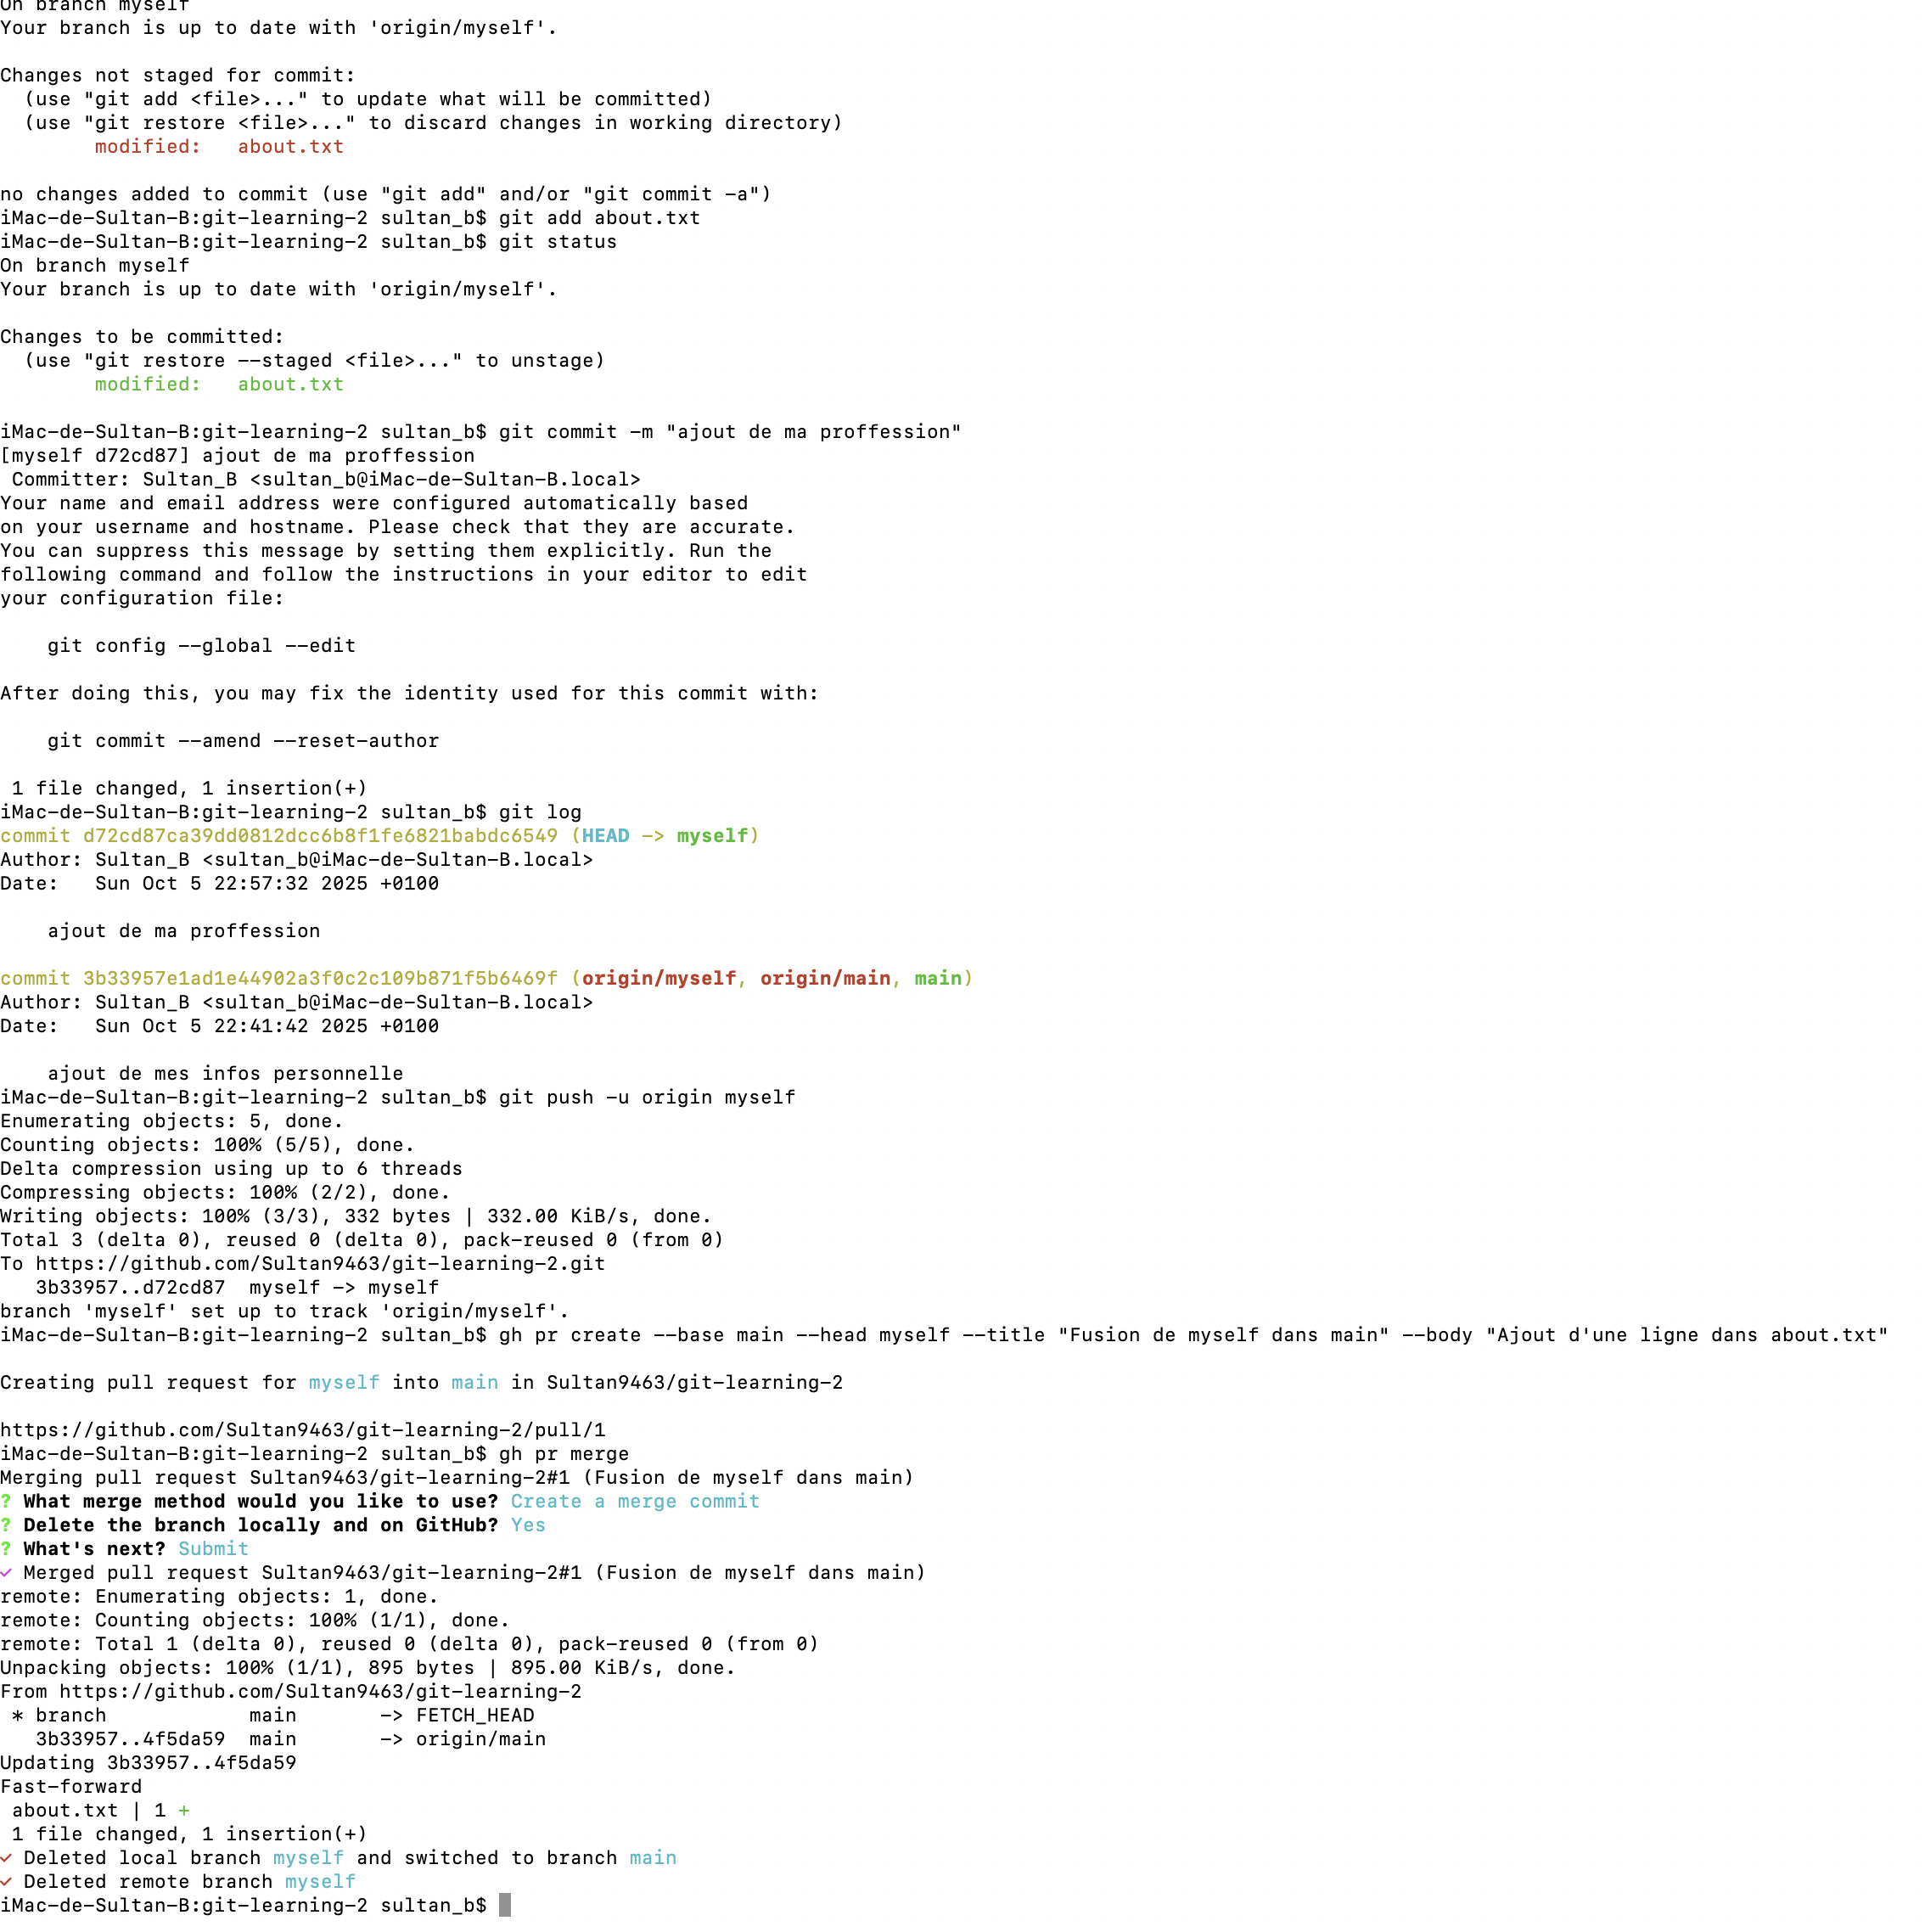 On branch myself
Your branch is up to date with 'origin/myself'.
Changes not staged for commit:
  (use "git add <file>..." to update what will be committed)
  (use "git restore <file>..." to discard changes in working directory)
        modified:   about.txt
no changes added to commit (use "git add" and/or "git commit -a")
iMac-de-Sultan-B:git-learning-2 sultan_b$ git add about.txt
iMac-de-Sultan-B:git-learning-2 sultan_b$ git status
On branch myself
Your branch is up to date with 'origin/myself'.
Changes to be committed:
  (use "git restore --staged <file>..." to unstage)
        modified:   about.txt
iMac-de-Sultan-B:git-learning-2 sultan_b$ git commit -m "ajout de ma proffession"
[myself d72cd87] ajout de ma proffession
 Committer: Sultan_B <sultan_b@iMac-de-Sultan-B.local>
Your name and email address were configured automatically based
on your username and hostname. Please check that they are accurate.
You can suppress this message by setting them explicitly. Run the
following command and follow the instructions in your editor to edit
your configuration file:
    git config --global --edit
After doing this, you may fix the identity used for this commit with:
    git commit --amend --reset-author
 1 file changed, 1 insertion(+)
iMac-de-Sultan-B:git-learning-2 sultan_b$ git log
commit d72cd87ca39dd0812dcc6b8f1fe6821babdc6549 (HEAD -> myself)
Author: Sultan_B <sultan_b@iMac-de-Sultan-B.local>
Date:   Sun Oct 5 22:57:32 2025 +0100
    ajout de ma proffession
commit 3b33957e1ad1e44902a3f0c2c109b871f5b6469f (origin/myself, origin/main, main)
Author: Sultan_B <sultan_b@iMac-de-Sultan-B.local>
Date:   Sun Oct 5 22:41:42 2025 +0100
    ajout de mes infos personnelle
iMac-de-Sultan-B:git-learning-2 sultan_b$ git push -u origin myself
Enumerating objects: 5, done.
Counting objects: 100% (5/5), done.
Delta compression using up to 6 threads
Compressing objects: 100% (2/2), done.
Writing objects: 100% (3/3), 332 bytes | 332.00 KiB/s, done.
Total 3 (delta 0), reused 0 (delta 0), pack-reused 0 (from 0)
To https://github.com/Sultan9463/git-learning-2.git
   3b33957..d72cd87  myself -> myself
branch 'myself' set up to track 'origin/myself'.
iMac-de-Sultan-B:git-learning-2 sultan_b$ gh pr create --base main --head myself --title "Fusion de myself dans main" --body "Ajout d'une ligne dans about.txt"
Creating pull request for myself into main in Sultan9463/git-learning-2
https://github.com/Sultan9463/git-learning-2/pull/1
iMac-de-Sultan-B:git-learning-2 sultan_b$ gh pr merge
Merging pull request Sultan9463/git-learning-2#1 (Fusion de myself dans main)
? What merge method would you like to use? Create a merge commit
? Delete the branch locally and on GitHub? Yes
? What's next? Submit
✓ Merged pull request Sultan9463/git-learning-2#1 (Fusion de myself dans main)
remote: Enumerating objects: 1, done.
remote: Counting objects: 100% (1/1), done.
remote: Total 1 (delta 0), reused 0 (delta 0), pack-reused 0 (from 0)
Unpacking objects: 100% (1/1), 895 bytes | 895.00 KiB/s, done.
From https://github.com/Sultan9463/git-learning-2
 * branch            main       -> FETCH_HEAD
   3b33957..4f5da59  main       -> origin/main
Updating 3b33957..4f5da59
Fast-forward
 about.txt | 1 +
 1 file changed, 1 insertion(+)
✓ Deleted local branch myself and switched to branch main
✓ Deleted remote branch myself
iMac-de-Sultan-B:git-learning-2 sultan_b$